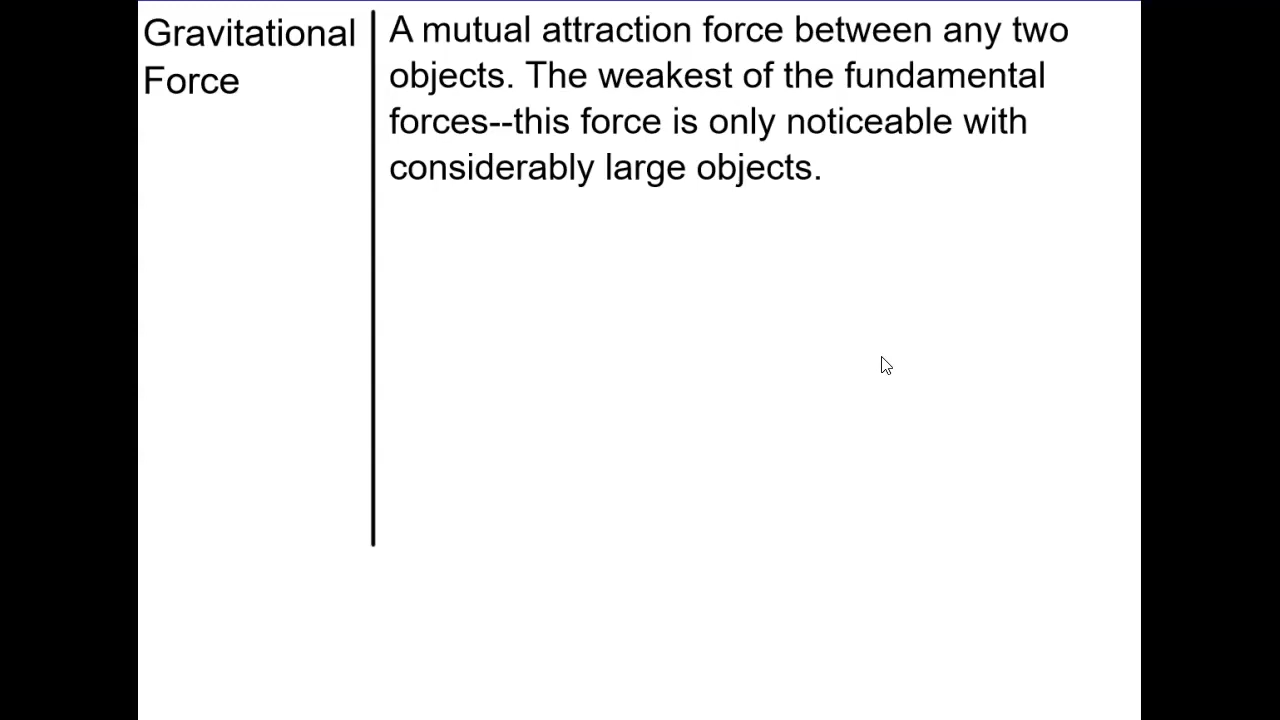 Gravitational
Force
A mutual attraction force between any two
objects. The weakest of the fundamental
forces--this force is only noticeable with
considerably large objects.